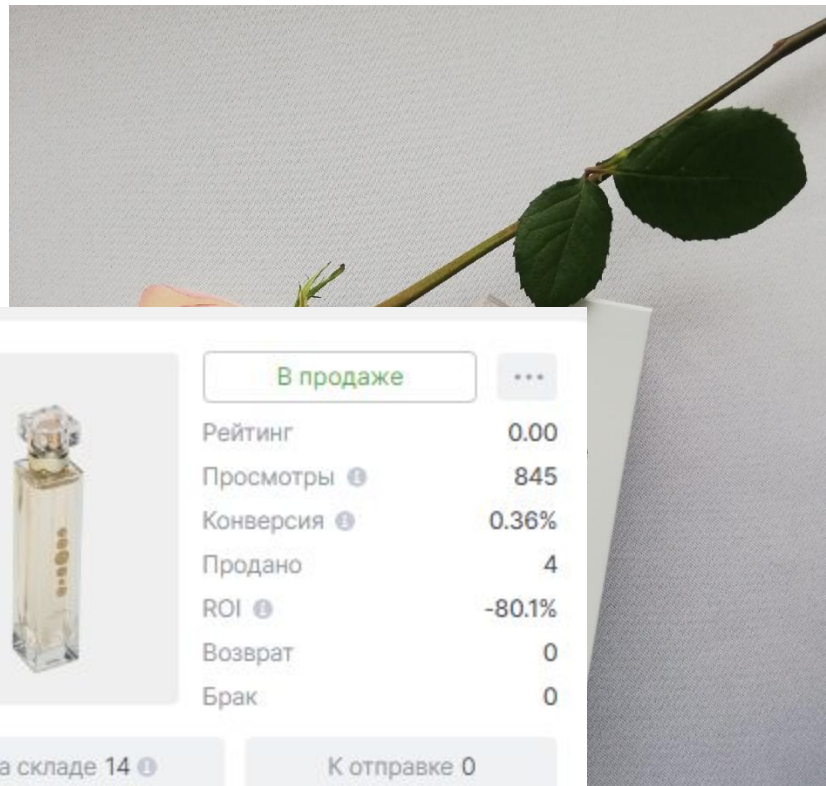 В продаже
Рейтинг 0.00
Просмотры 845
Конверсия 0.36%
Продано 4
ROI -80.1%
Возврат 0
Брак 0
складе 14
К отправке 0